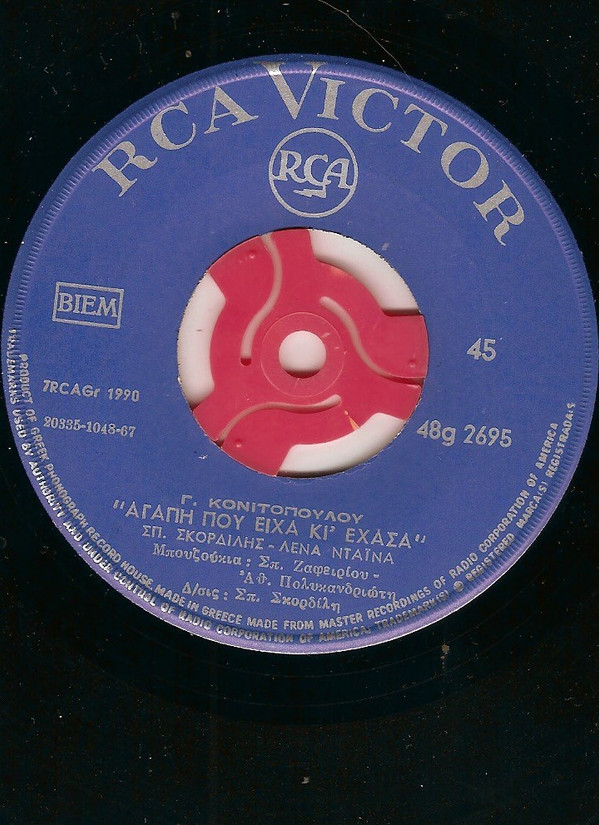 RCA VICTOR
RCA
BIEM
45
7RCAGr 1990
20335-1048-67
48g 2695
Γ. ΚΟΝΙΤΟΠΟΥΛΟΥ
"ΑΓΑΠΗ ΠΟΥ ΕΙΧΑ ΚΙ' ΕΧΑΣΑ"
ΣΠ. ΣΚΟΡΔΙΛΗΣ - ΛΕΝΑ ΝΤΑΪΝΑ
Μπουζούκια: Σπ. Ζαφειρίου -
'Αθ. Πολυκανδριώτη
Δ/σις: Σπ. Σκορδίλη
PRODUCT OF GREEK PHONOGRAPH RECORD HOUSE MADE IN GREECE MADE FROM MASTER RECORDINGS OF RADIO CORPORATION OF AMERICA
TRADEMARKS USED BY AUTHORITY AND UNDER CONTROL OF RADIO CORPORATION OF AMERICA, TRADEMARK(S) ® REGISTERED MARCA(S) REGISTRADA(S)